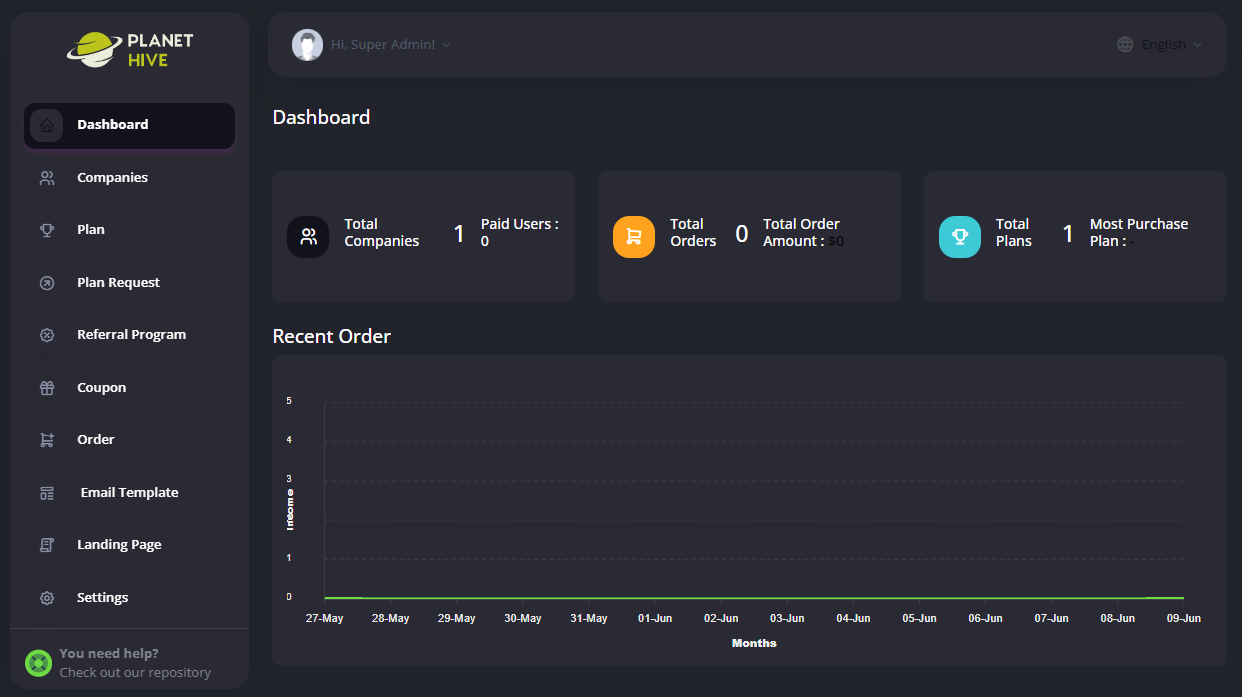 PLANET
HIVE
Dashboard
Companies
Plan
Plan Request
Referral Program
Coupon
Order
Email Template
Landing Page
Settings
You need help?
Check out our repository
Hi, Super Admin!
English
Dashboard
Total
Companies
1
Paid Users :
0
Total
Orders
0
Total Order
Amount : $0
Total
Plans
1
Most Purchase
Plan : -
Recent Order
5
4
3
1
0
Income
27-May 28-May 29-May 30-May 31-May 01-Jun 02-Jun 03-Jun 04-Jun 05-Jun 06-Jun 07-Jun 08-Jun 09-Jun
Months